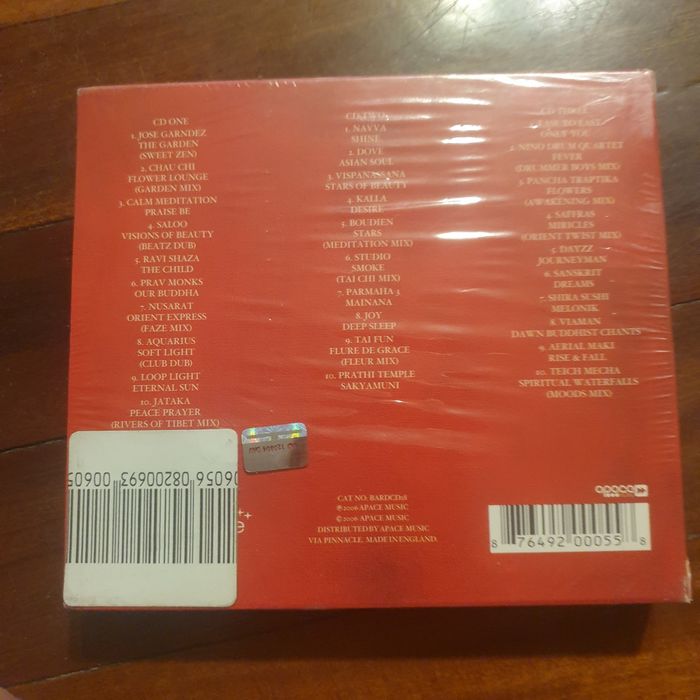 CD ONE
1. JOSE GARNDEZ
THE GARDEN
(SWEET ZEN)
2. CHAU CHI
FLOWER LOUNGE
(GARDEN MIX)
3. CALM MEDITATION
PRAISE BE
4. SALOO
VISIONS OF BEAUTY
(BEATZ DUB)
5. RAVI SHAZA
THE CHILD
6. PRAV MONKS
OUR BUDDHA
7. NUSARAT
ORIENT EXPRESS
(FAZE MIX)
8. AQUARIUS
SOFT LIGHT
(CLUB DUB)
9. LOOP LIGHT
ETERNAL SUN
10. JATAKA
PEACE PRAYER
(RIVERS OF TIBET MIX)
CD TWO
1. NAVVA
SHINE
2. DOVE
ASIAN SOUL
3. VISPANASSANA
STARS OF BEAUTY
4. KALLA
DESIRE
5. BOUDIEN
STARS
(MEDITATION MIX)
6. STUDIO
SMOKE
(TAI CHI MIX)
7. PARMAHA 3
MAINANA
8. JOY
DEEP SLEEP
9. TAI FUN
FLURE DE GRACE
(FLEUR MIX)
10. PRATHI TEMPLE
SAKYAMUNI
CD THREE
EAST
YOU
2. NINO DRUM QUARTET
FEVER
(DRUMMER BOYS MIX)
3. PANCHA TRAPTIKA
FLOWERS
(AWAKENING MIX)
4. SAFFRAS
MIRICLES
(ORIENT TWIST MIX)
5. DAYZZ
JOURNEYMAN
6. SANSKRIT
DREAMS
7. SHIRA SUSHI
MELONIK
8. VIAMAN
DAWN BUDDHIST CHANTS
9. AERIAL MAKI
RISE & FALL
10. TEICH MECHA
SPIRITUAL WATERFALLS
(MOODS MIX)
08200693
CAT NO: BARDCD28
℗2006 APACE MUSIC
©2006 APACE MUSIC
DISTRIBUTED BY APACE MUSIC
VIA PINNACLE. MADE IN ENGLAND.
apace
8 76492 00055 8